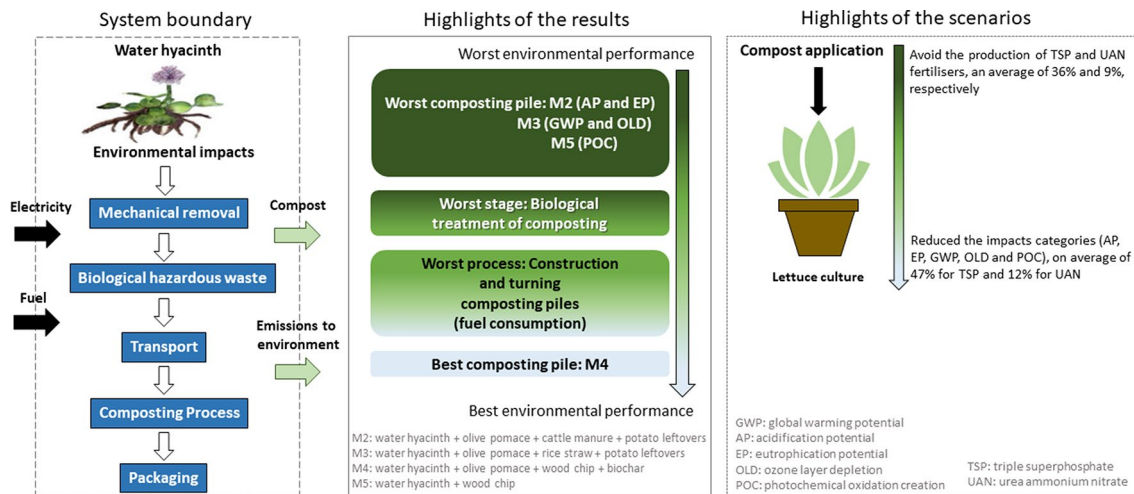 System boundary
Water hyacinth
Environmental impacts
Electricity
Mechanical removal
Compost
Biological hazardous waste
Fuel
Transport
Emissions to
environment
Composting Process
Packaging
Highlights of the results
Worst environmental performance
Worst composting pile: M2 (AP and EP)
M3 (GWP and OLD)
M5 (POC)
Worst stage: Biological
treatment of composting
Worst process: Construction
and turning
composting piles
(fuel consumption)
Best composting pile: M4
Best environmental performance
M2: water hyacinth + olive pomace + cattle manure + potato leftovers
M3: water hyacinth + olive pomace + rice straw + potato leftovers
M4: water hyacinth + olive pomace + wood chip + biochar
M5: water hyacinth + wood chip
Highlights of the scenarios
Compost application
Avoid the production of TSP and UAN
fertilisers, an average of 36% and 9%,
respectively
Lettuce culture
Reduced the impacts categories (AP,
EP, GWP, OLD and POC), on average of
47% for TSP and 12% for UAN
GWP: global warming potential
AP: acidification potential
EP: eutrophication potential
OLD: ozone layer depletion
POC: photochemical oxidation creation
TSP: triple superphosphate
UAN: urea ammonium nitrate